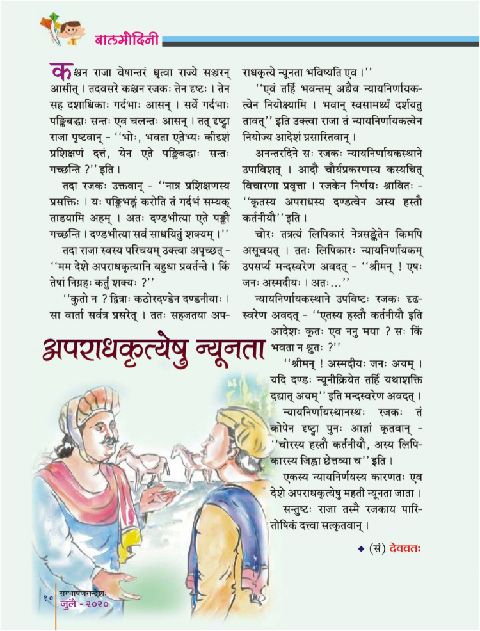 बालमोदिनी
कश्चन राजा वेषान्तरं धृत्वा राज्ये सञ्चरन्
आसीत् । तदवसरे कश्चन रजकः तेन दृष्टः । तेन
सह दशाधिकाः गर्दभाः आसन् । सर्वे गर्दभाः
पङ्क्तिबद्धाः सन्तः एव चलन्तः आसन् । तत् दृष्ट्वा
राजा पृष्टवान् - ‘‘भोः, भवता एतेभ्यः कीदृशं
प्रशिक्षणं दत्तं, येन एते पङ्क्तिबद्धाः सन्तः
गच्छन्ति ?’’ इति ।
तदा रजकः उक्तवान् - ‘‘नात्र प्रशिक्षणस्य
प्रसक्तिः । यः पङ्क्तिभङ्गं करोति तं गर्दभं सम्यक्
ताडयामि अहम् । अतः दण्डभीत्या एते पङ्क्तौ
गच्छन्ति । दण्डभीत्या सर्वं साधयितुं शक्यम् ।’’
तदा राजा स्वस्य परिचयम् उक्त्वा अपृच्छत् -
‘‘मम देशे अपराधकृत्यानि बहुधा प्रवर्तन्ते । किं
तेषां निग्रहः कर्तुं शक्यः ?’’
‘‘कुतो न ? द्वित्राः कठोरदण्डेन दण्डनीयाः ।
सा वार्ता सर्वत्र प्रसरेत् । ततः सहजतया अप-
राधकृत्ये न्यूनता भविष्यति एव ।’’
‘‘एवं तर्हि भवन्तम् अद्यैव न्यायनिर्णायक-
त्वेन नियोक्ष्यामि । भवान् स्वसामर्थ्यं दर्शयतु
तावत्’’ इति उक्त्वा राजा तं न्यायनिर्णायकत्वेन
नियोज्य आदेशं प्रसारितवान् ।
अनन्तरदिने सः रजकः न्यायनिर्णायकस्थाने
उपाविशत् । आदौ चौर्यप्रकरणस्य कस्यचित्
विचारणा प्रवृत्ता । रजकेन निर्णयः श्रावितः -
‘‘कृतस्य अपराधस्य दण्डत्वेन अस्य हस्तौ
कर्तनीयौ’’ इति ।
चोरः तत्रत्यं लिपिकारं नेत्रसङ्केतेन किमपि
असूचयत् । ततः लिपिकारः न्यायनिर्णायकम्
उपसर्प्य मन्दस्वरेण अवदत् - ‘‘श्रीमन् ! एषः
जनः अस्मदीयः । अतः...’’
न्यायनिर्णायकस्थाने उपविष्टः रजकः दृढ-
स्वरेण अवदत् - ‘‘एतस्य हस्तौ कर्तनीयौ इति
आदेशः कृतः एव ननु मया ? सः किं
भवता न श्रुतः ?’’
‘‘श्रीमन् ! अस्मदीयः जनः अयम् ।
यदि दण्डः न्यूनीक्रियेत तर्हि यथाशक्ति
दद्यात् अयम्’’ इति मन्दस्वरेण अवदत् ।
न्यायनिर्णायस्थानस्थः रजकः तं
कोपेन दृष्ट्वा पुनः आज्ञां कृतवान् -
‘‘चोरस्य हस्तौ कर्तनीयौ, अस्य लिपि-
कारस्य जिह्वा छेत्तव्या च’’ इति ।
एकस्य न्यायनिर्णयस्य कारणतः एव
देशे अपराधकृत्येषु महती न्यूनता जाता ।
सन्तुष्टः राजा तस्मै रजकाय पारि-
तोषिकं दत्त्वा सत्कृतवान् ।
(सं) देवव्रतः
अपराधकृत्येषु न्यूनता
१०
सम्भाषणसन्देशः
जुलै - २०२०